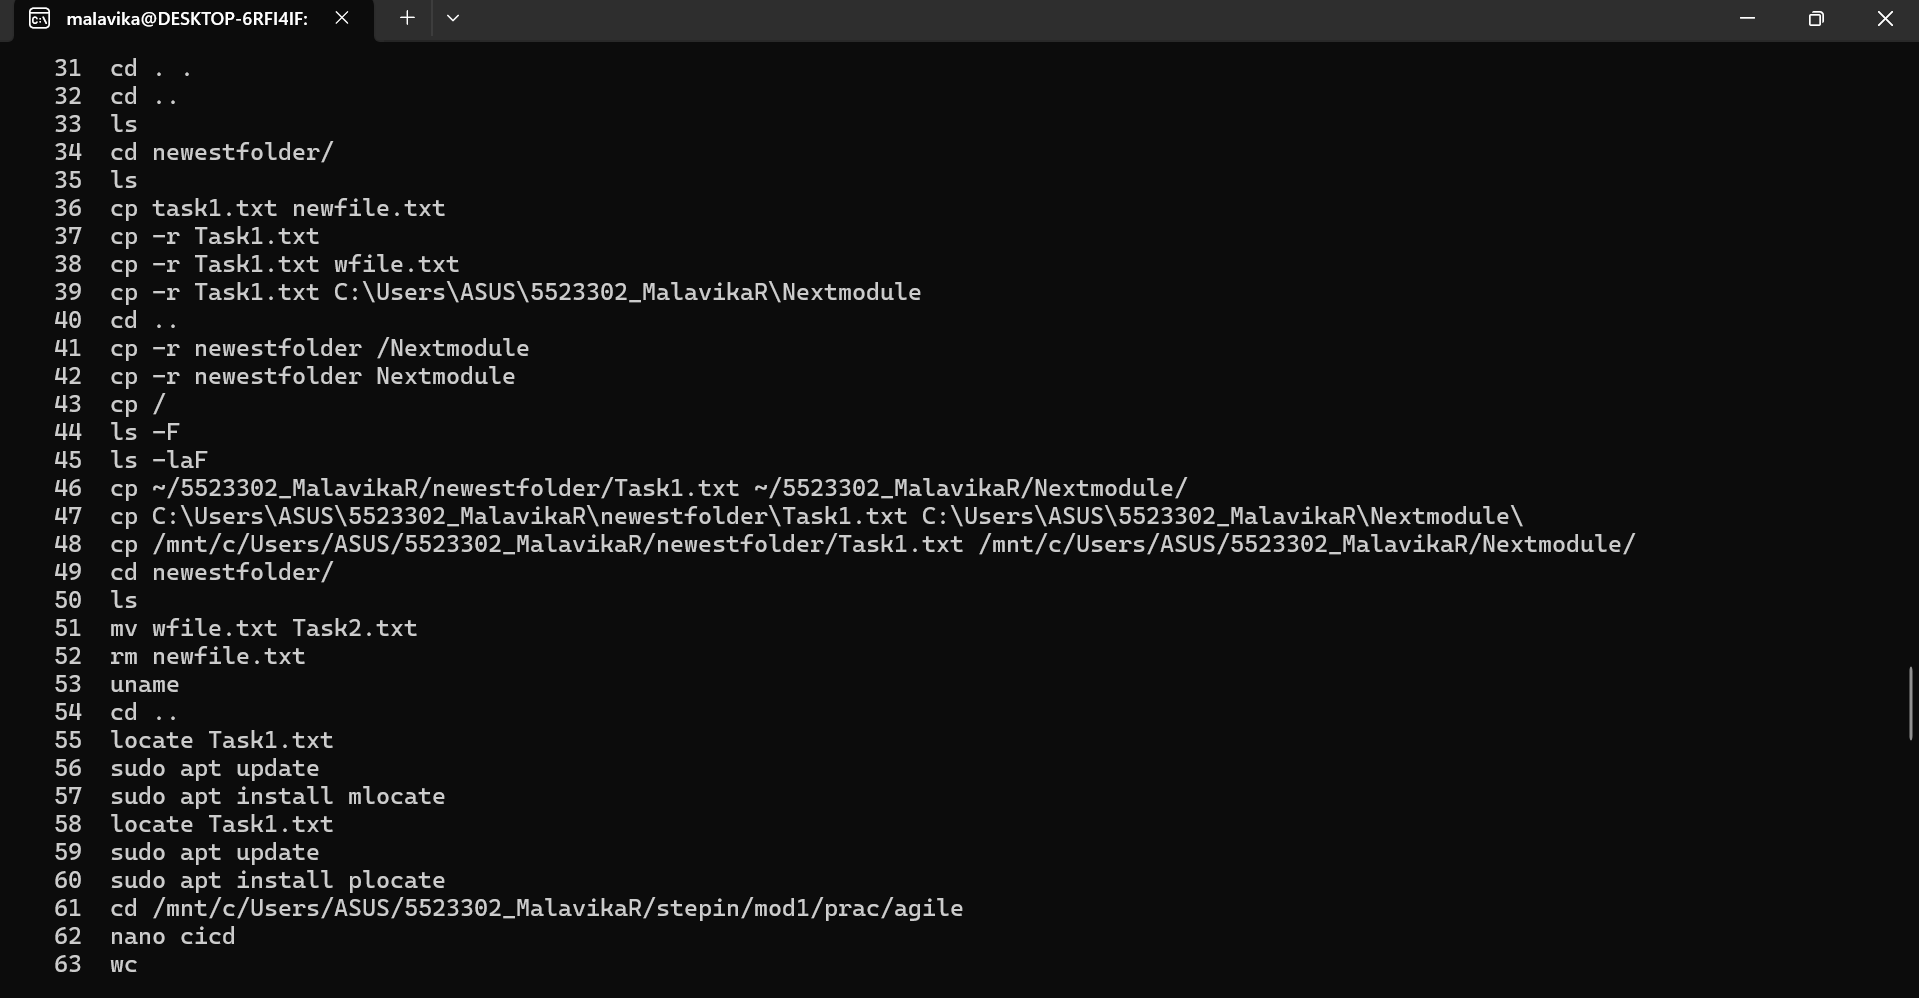 malavika@DESKTOP-6RFI4IF:
31 cd . .
32 cd ..
33 ls
34 cd newestfolder/
35 ls
36 cp task1.txt newfile.txt
37 cp -r Task1.txt
38 cp -r Task1.txt wfile.txt
39 cp -r Task1.txt C:\Users\ASUS\5523302_MalavikaR\Nextmodule
40 cd ..
41 cp -r newestfolder /Nextmodule
42 cp -r newestfolder Nextmodule
43 cp /
44 ls -F
45 ls -laF
46 cp ~/5523302_MalavikaR/newestfolder/Task1.txt ~/5523302_MalavikaR/Nextmodule/
47 cp C:\Users\ASUS\5523302_MalavikaR\newestfolder\Task1.txt C:\Users\ASUS\5523302_MalavikaR\Nextmodule\
48 cp /mnt/c/Users/ASUS/5523302_MalavikaR/newestfolder/Task1.txt /mnt/c/Users/ASUS/5523302_MalavikaR/Nextmodule/
49 cd newestfolder/
50 ls
51 mv wfile.txt Task2.txt
52 rm newfile.txt
53 uname
54 cd ..
55 locate Task1.txt
56 sudo apt update
57 sudo apt install mlocate
58 locate Task1.txt
59 sudo apt update
60 sudo apt install plocate
61 cd /mnt/c/Users/ASUS/5523302_MalavikaR/stepin/mod1/prac/agile
62 nano cicd
63 wc